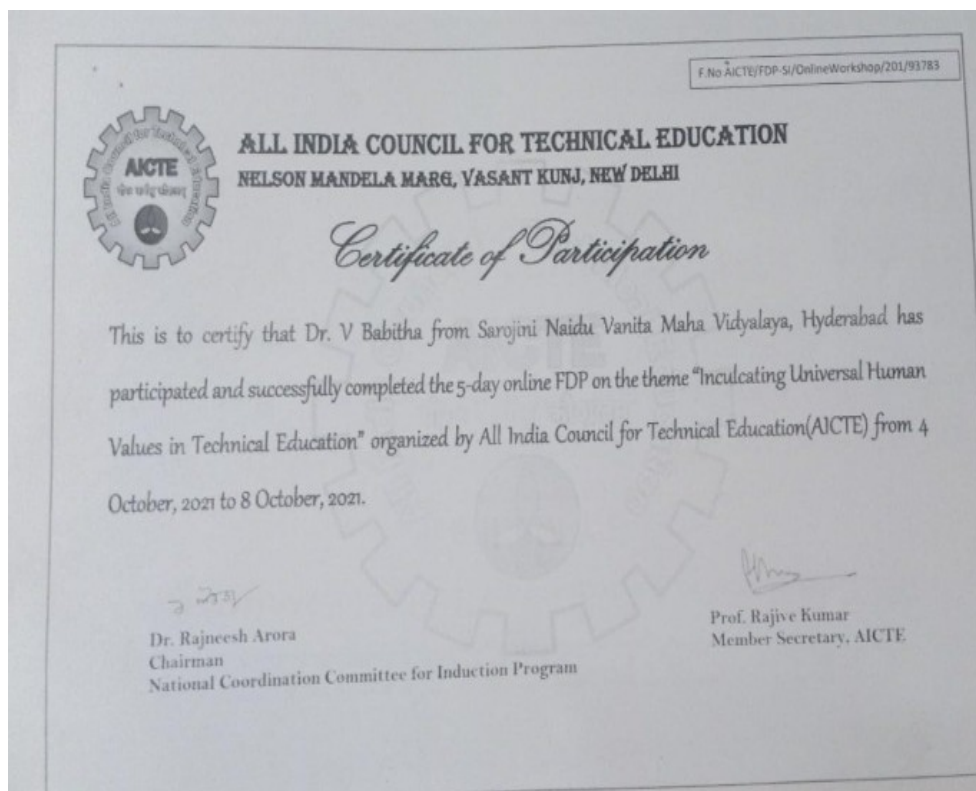 F.No.AICTE/FDP-SI/OnlineWorkshop/201/93783
AICTE
ALL INDIA COUNCIL FOR TECHNICAL EDUCATION
NELSON MANDELA MARG, VASANT KUNJ, NEW DELHI
Certificate of Participation
This is to certify that Dr. V Babitha from Sarojini Naidu Vanita Maha Vidyalaya, Hyderabad has
participated and successfully completed the 5-day online FDP on the theme “Inculcating Universal Human
Values in Technical Education” organized by All India Council for Technical Education(AICTE) from 4
October, 2021 to 8 October, 2021.
Dr. Rajneesh Arora
Chairman
National Coordination Committee for Induction Program
Prof. Rajive Kumar
Member Secretary, AICTE